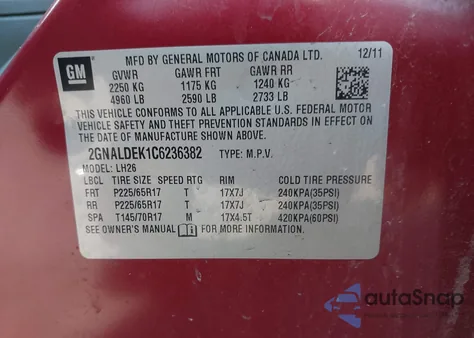 GM
MFD BY GENERAL MOTORS OF CANADA LTD. 12/11
GVWR GAWR FRT GAWR RR
2250 KG 1175 KG 1240 KG
4960 LB 2590 LB 2733 LB
THIS VEHICLE CONFORMS TO ALL APPLICABLE U.S. FEDERAL MOTOR
VEHICLE SAFETY AND THEFT PREVENTION STANDARDS IN EFFECT ON
THE DATE OF MANUFACTURE SHOWN ABOVE.
2GNALDEK1C6236382 TYPE: M.P.V.
MODEL: LH26
LBCL TIRE SIZE SPEED RTG RIM COLD TIRE PRESSURE
FRT P225/65R17 T 17X7J 240KPA(35PSI)
RR P225/65R17 T 17X7J 240KPA(35PSI)
SPA T145/70R17 M 17X4.5T 420KPA(60PSI)
SEE OWNER'S MANUAL FOR MORE INFORMATION
autoSnap